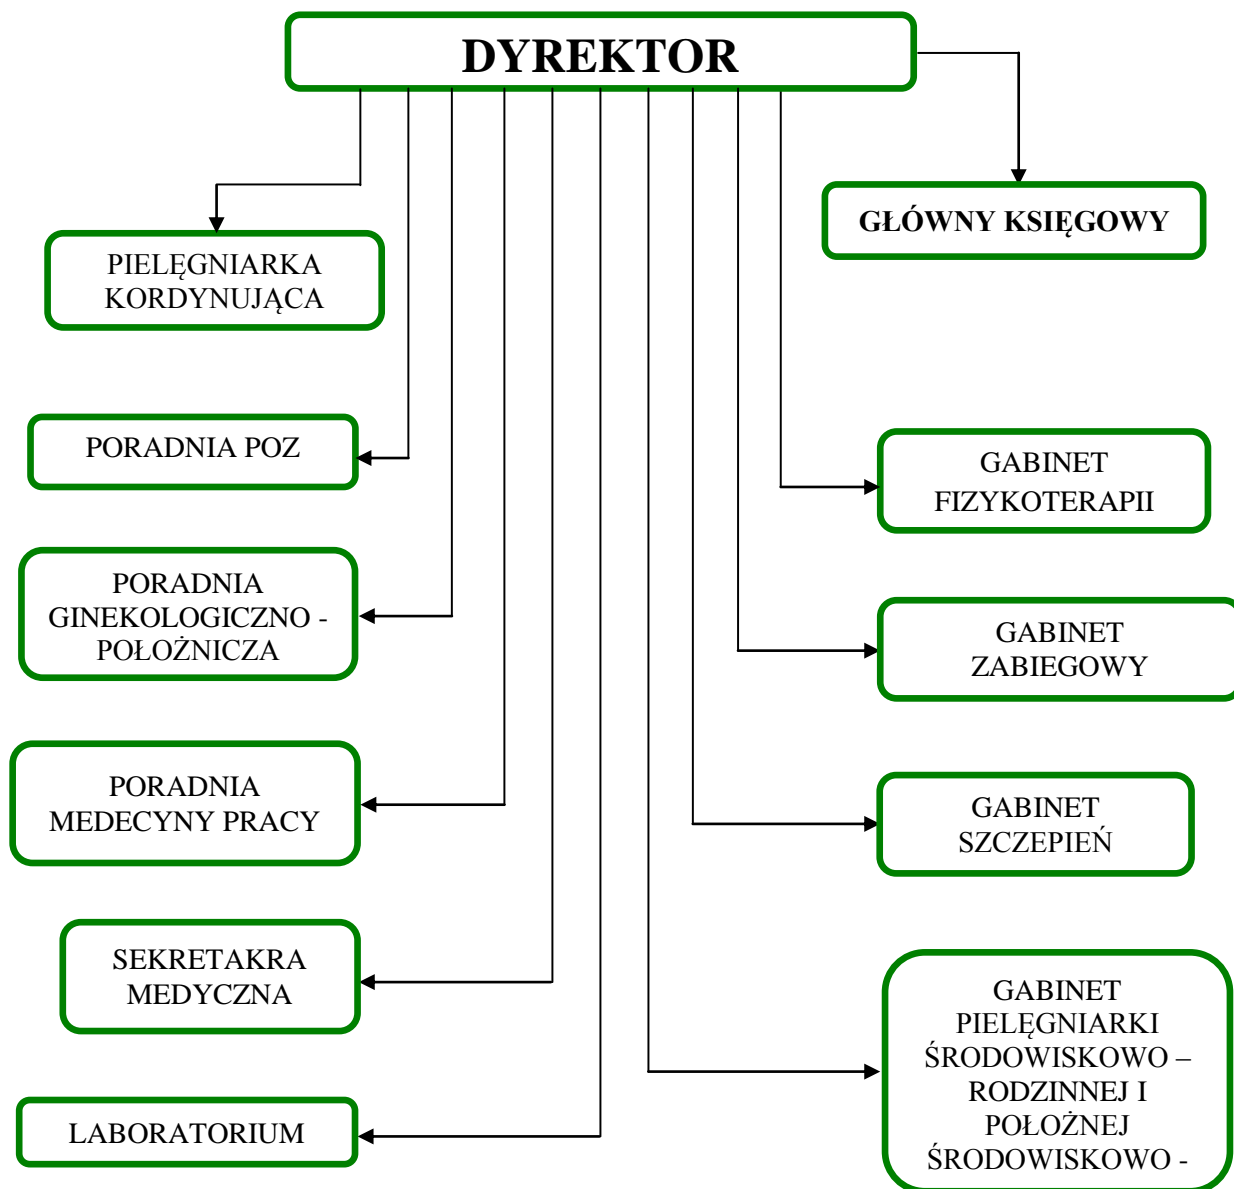 DYREKTOR
GŁÓWNY KSIĘGOWY
PIELĘGNIARKA
KORDYNUJĄCA
PORADNIA POZ
GABINET
FIZYKOTERAPII
PORADNIA
GINEKOLOGICZNO -
POŁOŻNICZA
GABINET
ZABIEGOWY
PORADNIA
MEDECYNY PRACY
GABINET
SZCZEPIEŃ
SEKRETAKRA
MEDYCZNA
GABINET
PIELĘGNIARKI
ŚRODOWISKOWO –
RODZINNEJ I
POŁOŻNEJ
ŚRODOWISKOWO -
LABORATORIUM